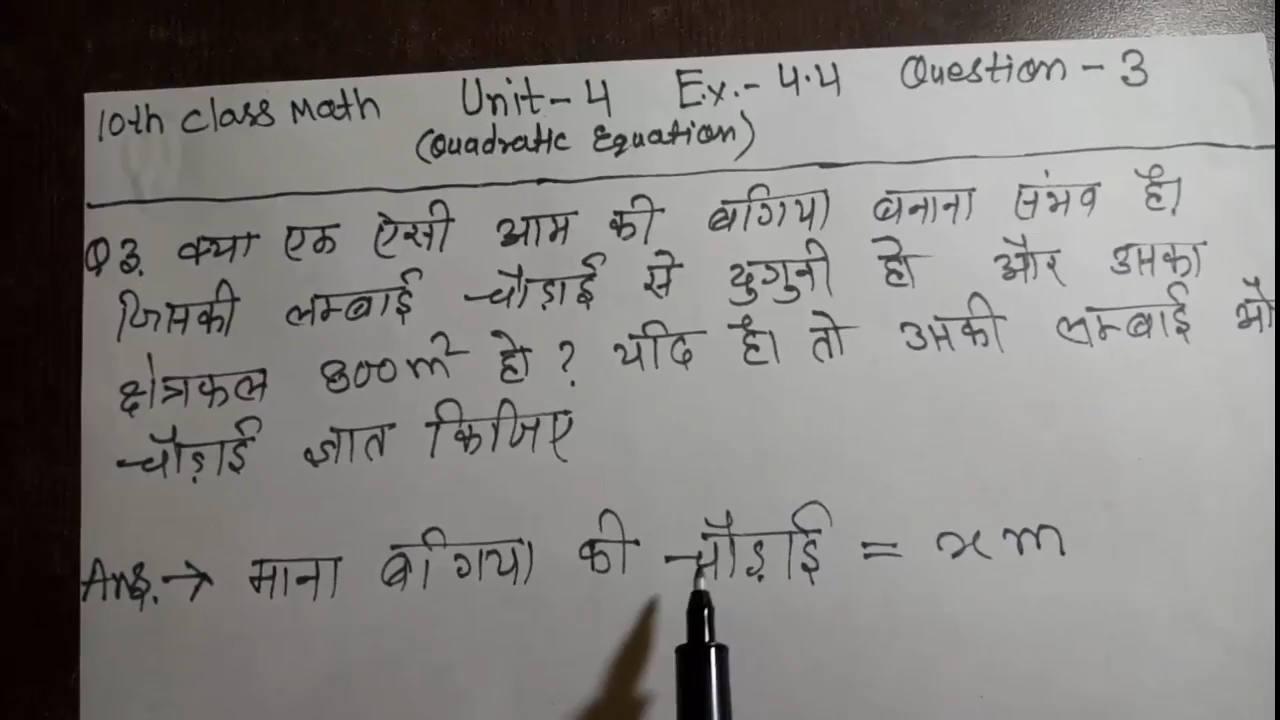 10th Class Math Unit-4 Ex.-4.4 Question-3
(Quadratic Equation)
Q3. क्या एक ऐसी आम की बगिया बनाना संभव है।
जिसकी लम्बाई चौड़ाई से दुगुनी हो और उसका
क्षेत्रफल 800m² हो ? यदि है। तो उसकी लम्बाई औ
चौड़ाई ज्ञात किजिए
Ans.→ माना बगिया की चौड़ाई = x m